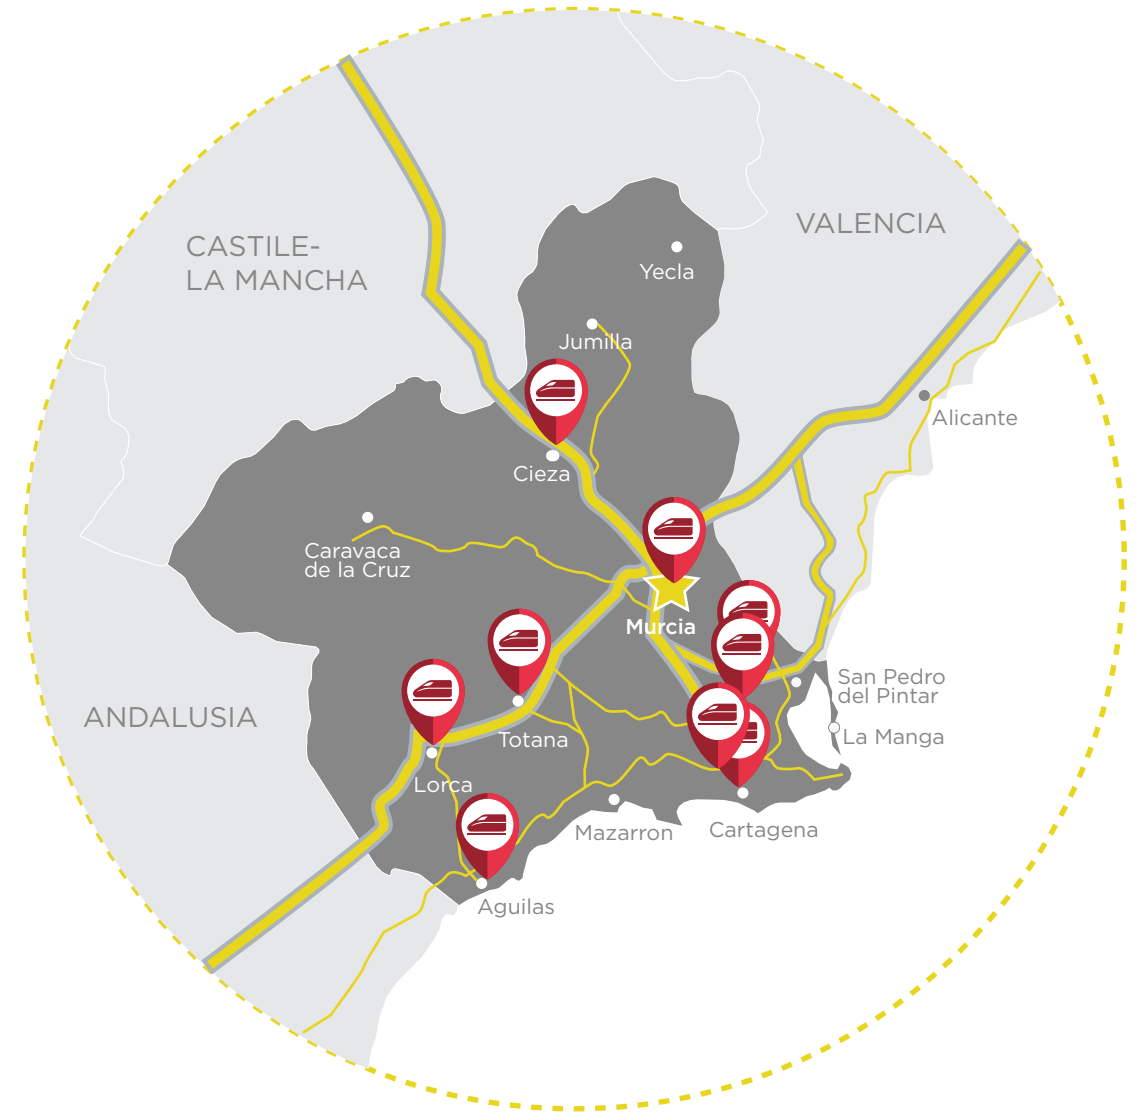 VALENCIA
CASTILE-
LA MANCHA
Yecla
Jumilla
Alicante
Cieza
Caravaca
de la Cruz
Murcia
San Pedro
del Pintar
ANDALUSIA
La Manga
Totana
Lorca
Mazarron
Cartagena
Aguilas